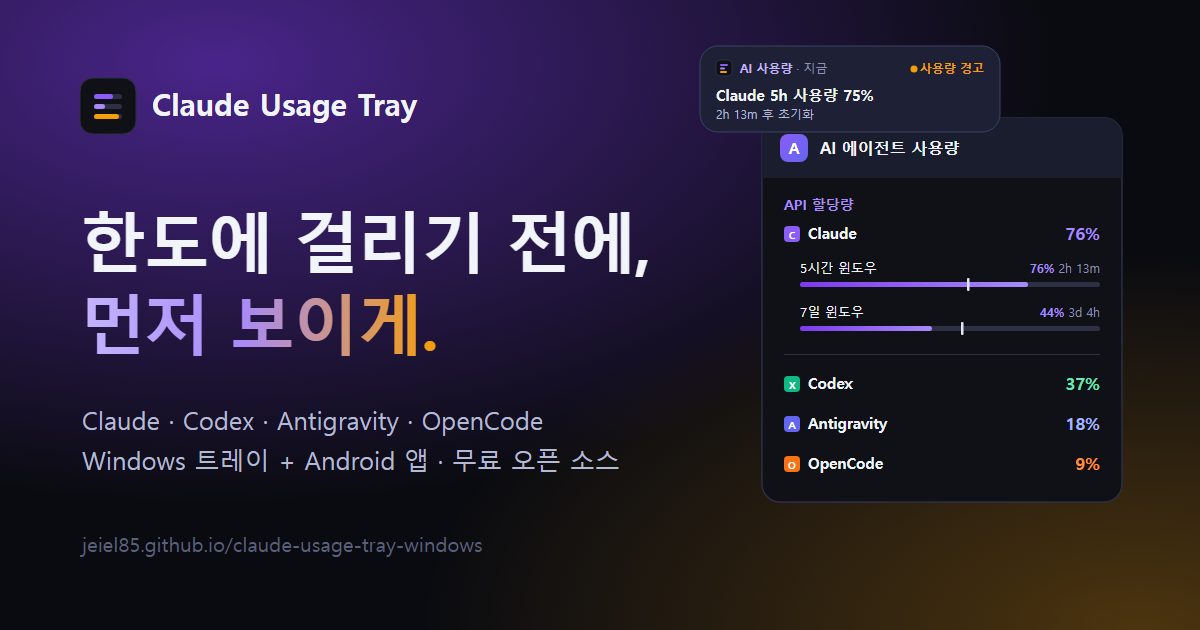 Claude Usage Tray
한도에 걸리기 전에,
먼저 보이게.
Claude · Codex · Antigravity · OpenCode
Windows 트레이 + Android 앱 · 무료 오픈 소스
jeiel85.github.io/claude-usage-tray-windows
AI 사용량 · 지금 ●사용량 경고
Claude 5h 사용량 75%
2h 13m 후 초기화
A AI 에이전트 사용량
API 할당량
C Claude 76%
5시간 윈도우 76% 2h 13m
7일 윈도우 44% 3d 4h
X Codex 37%
A Antigravity 18%
O OpenCode 9%